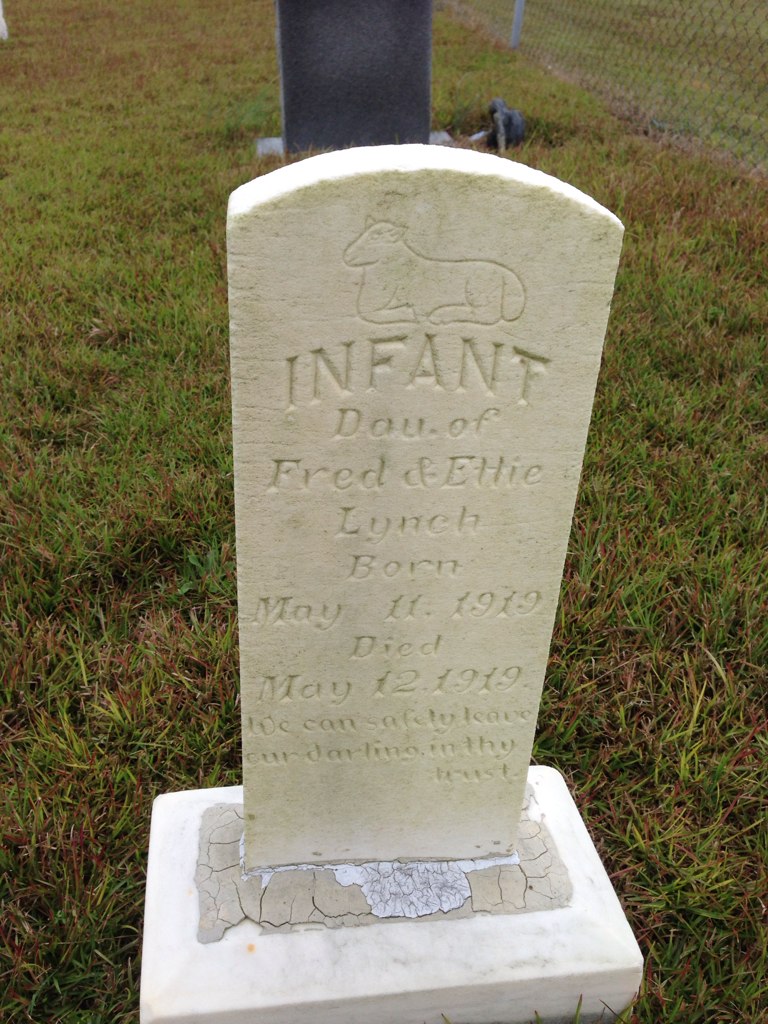 INFANT
Dau. of
Fred & Effie
Lynch
Born
May 11. 1919
Died
May 12. 1919.
We can safely leave
our darling, in thy
trust.